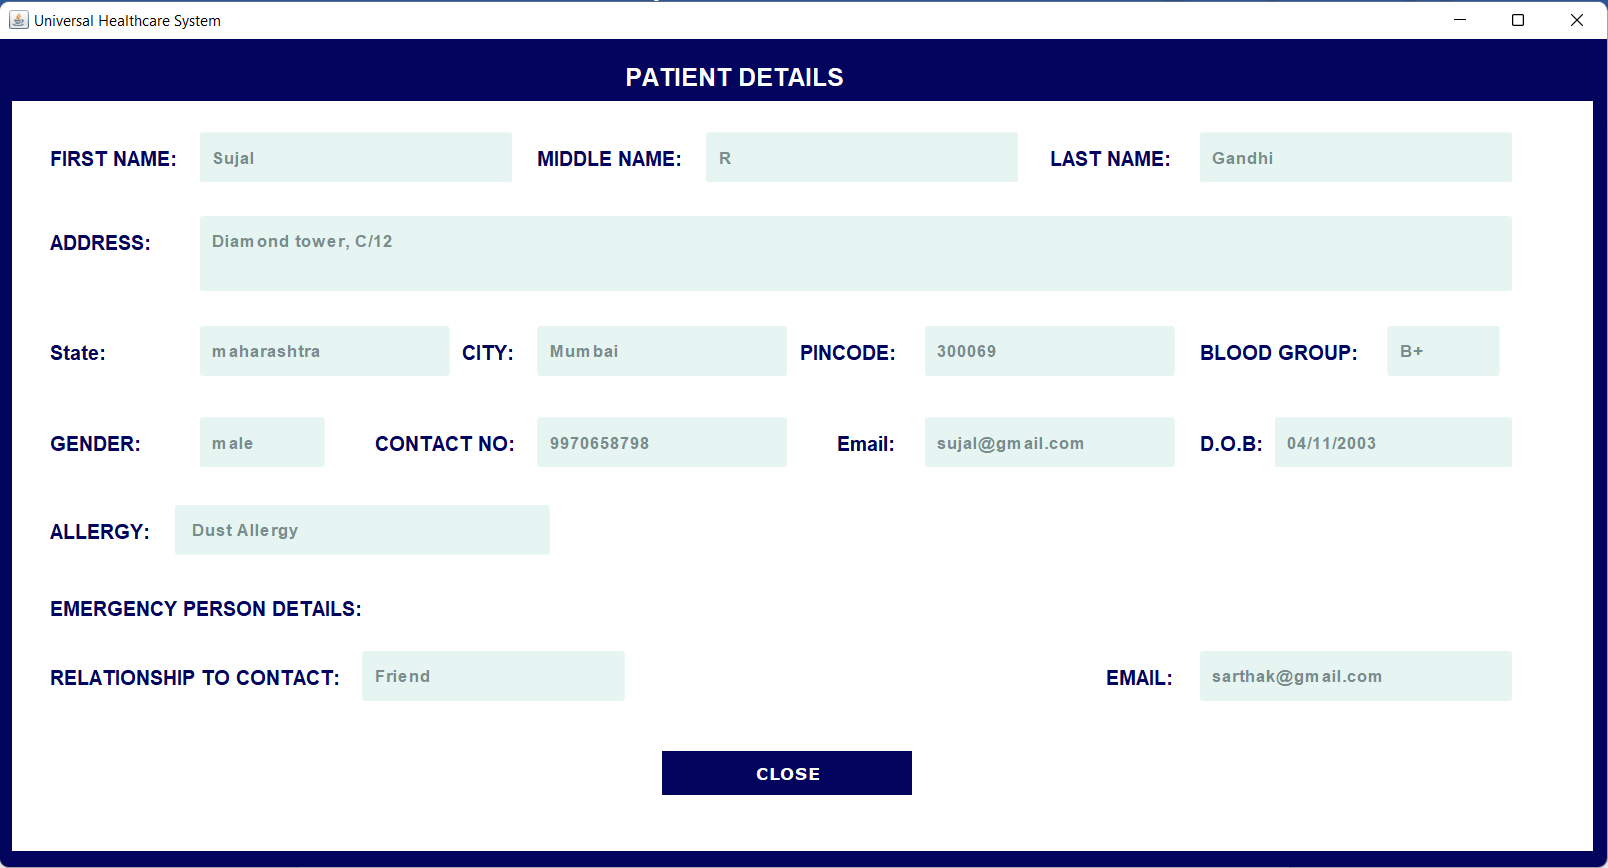 Universal Healthcare System
PATIENT DETAILS
FIRST NAME: Sujal MIDDLE NAME: R LAST NAME: Gandhi
ADDRESS: Diamond tower, C/12
State: maharashtra CITY: Mumbai PINCODE: 300069 BLOOD GROUP: B+
GENDER: male CONTACT NO: 9970658798 Email: sujal@gmail.com D.O.B: 04/11/2003
ALLERGY: Dust Allergy
EMERGENCY PERSON DETAILS:
RELATIONSHIP TO CONTACT: Friend EMAIL: sarthak@gmail.com
CLOSE